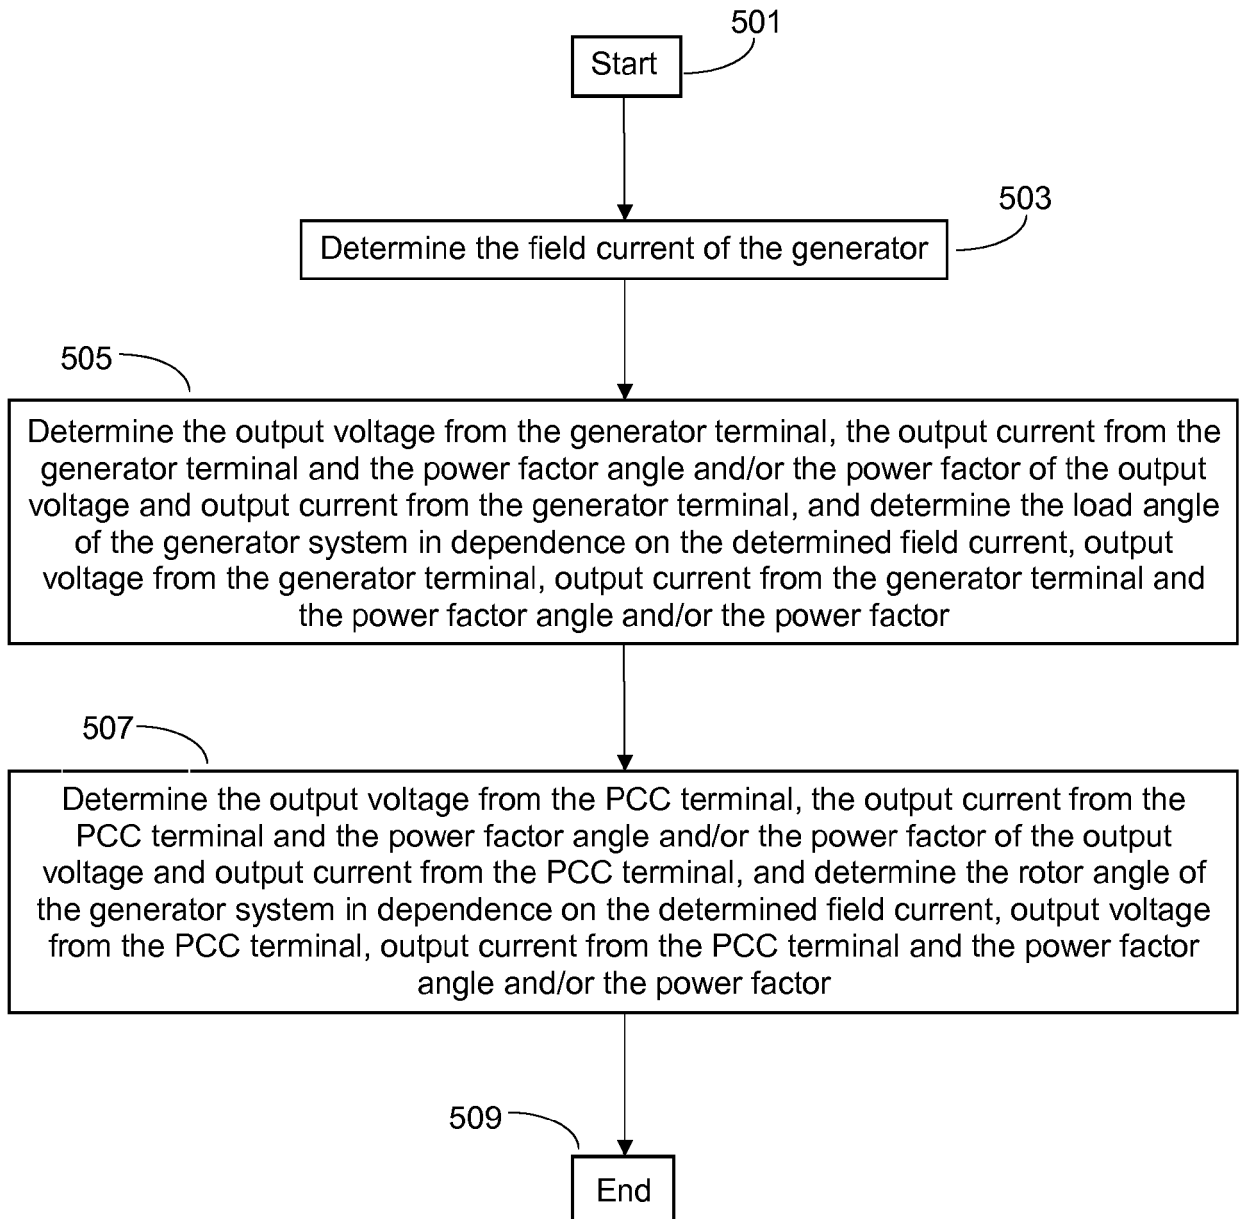 501
Start
503
Determine the field current of the generator
505
Determine the output voltage from the generator terminal, the output current from the
generator terminal and the power factor angle and/or the power factor of the output
voltage and output current from the generator terminal, and determine the load angle
of the generator system in dependence on the determined field current, output
voltage from the generator terminal, output current from the generator terminal and
the power factor angle and/or the power factor
507
Determine the output voltage from the PCC terminal, the output current from the
PCC terminal and the power factor angle and/or the power factor of the output
voltage and output current from the PCC terminal, and determine the rotor angle of
the generator system in dependence on the determined field current, output voltage
from the PCC terminal, output current from the PCC terminal and the power factor
angle and/or the power factor
509
End